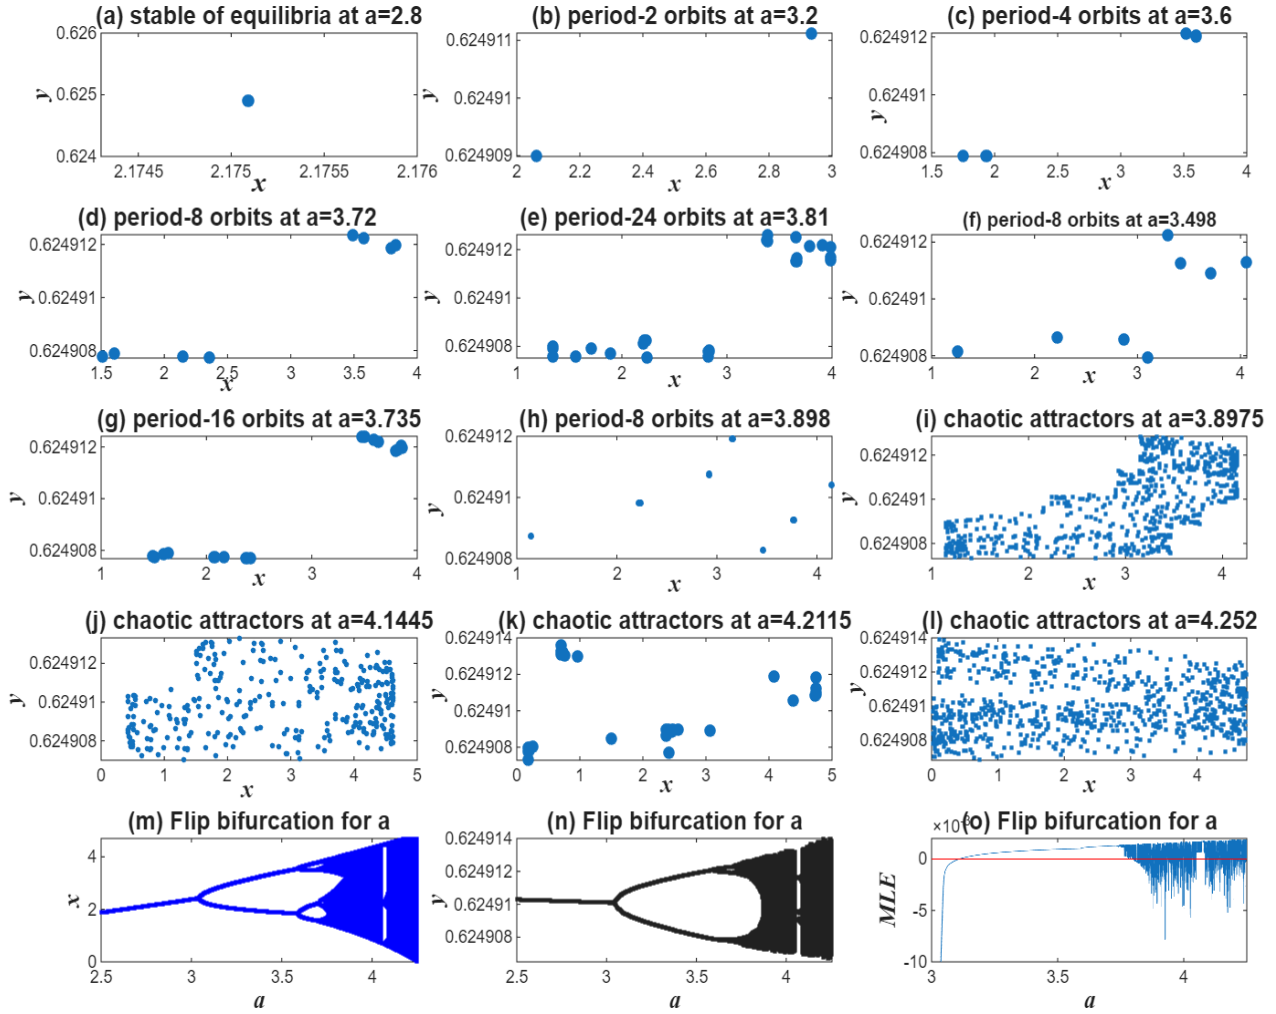 (a) stable of equilibria at a=2.8
(b) period-2 orbits at a=3.2
(c) period-4 orbits at a=3.6
0.626
0.625
0.624
y
2.1745
2.175
2.1755
2.176
x
0.624911
0.62491
0.624909
y
2
2.2
2.4
2.6
2.8
3
x
0.624912
0.62491
0.624908
y
1.5
2
2.5
3
3.5
4
x
(d) period-8 orbits at a=3.72
(e) period-24 orbits at a=3.81
(f) period-8 orbits at a=3.498
0.624912
0.62491
0.624908
y
1.5
2
2.5
3
3.5
4
x
0.624912
0.62491
0.624908
y
1
2
3
4
x
0.624912
0.62491
0.624908
y
1
2
3
4
x
(g) period-16 orbits at a=3.735
(h) period-8 orbits at a=3.898
(i) chaotic attractors at a=3.8975
0.624912
0.62491
0.624908
y
1
2
3
4
x
0.624912
0.62491
0.624908
y
1
2
3
4
x
0.624912
0.62491
0.624908
y
1
2
3
4
x
(j) chaotic attractors at a=4.1445
(k) chaotic attractors at a=4.2115
(l) chaotic attractors at a=4.252
0.624912
0.62491
0.624908
y
0
1
2
3
4
5
x
0.624914
0.624912
0.62491
0.624908
y
0
1
2
3
4
5
x
0.624914
0.624912
0.62491
0.624908
y
0
1
2
3
4
x
(m) Flip bifurcation for a
(n) Flip bifurcation for a
(o) Flip bifurcation for a
4
2
0
x
2.5
3
3.5
4
a
0.624914
0.624912
0.62491
0.624908
y
2.5
3
3.5
4
a
×10
0
-5
-10
MLE
3
3.5
4
a